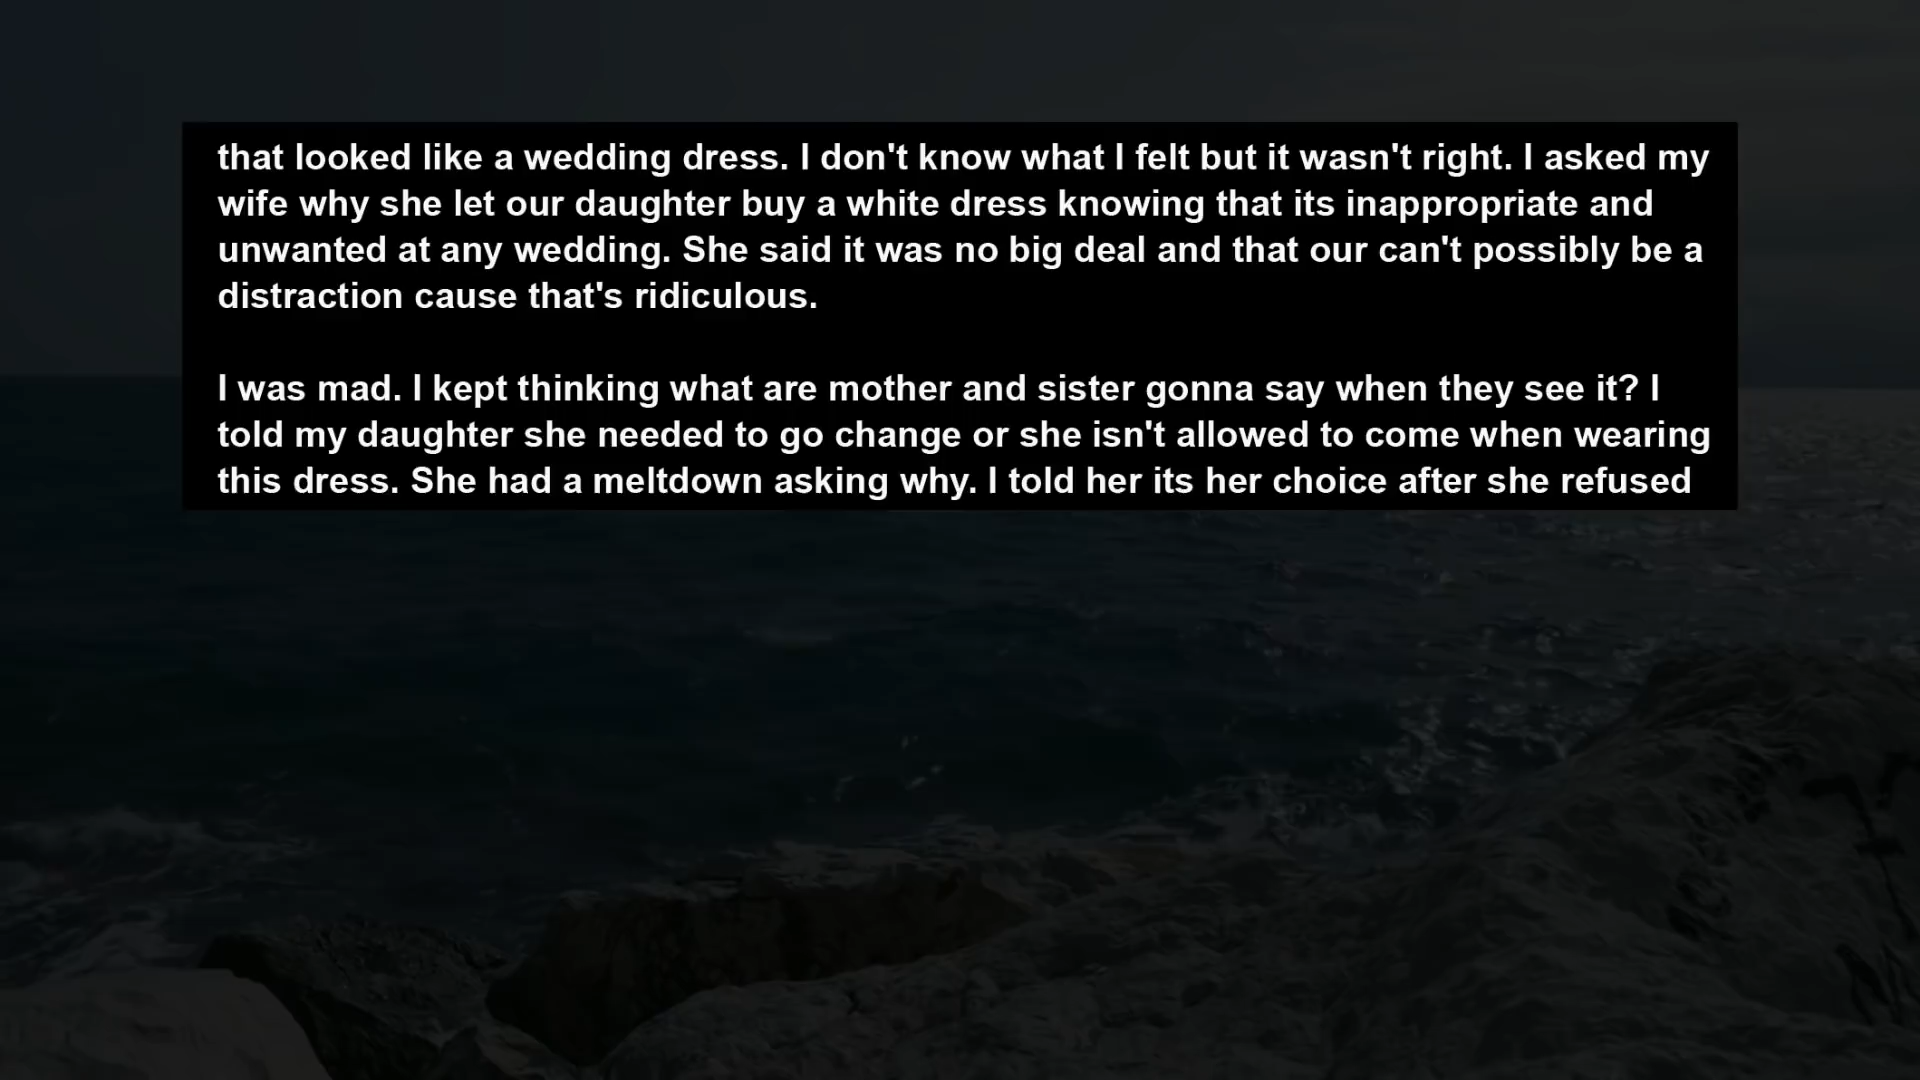 that looked like a wedding dress. I don't know what I felt but it wasn't right. I asked my
wife why she let our daughter buy a white dress knowing that its inappropriate and
unwanted at any wedding. She said it was no big deal and that our can't possibly be a
distraction cause that's ridiculous.
I was mad. I kept thinking what are mother and sister gonna say when they see it? I
told my daughter she needed to go change or she isn't allowed to come when wearing
this dress. She had a meltdown asking why. I told her its her choice after she refused